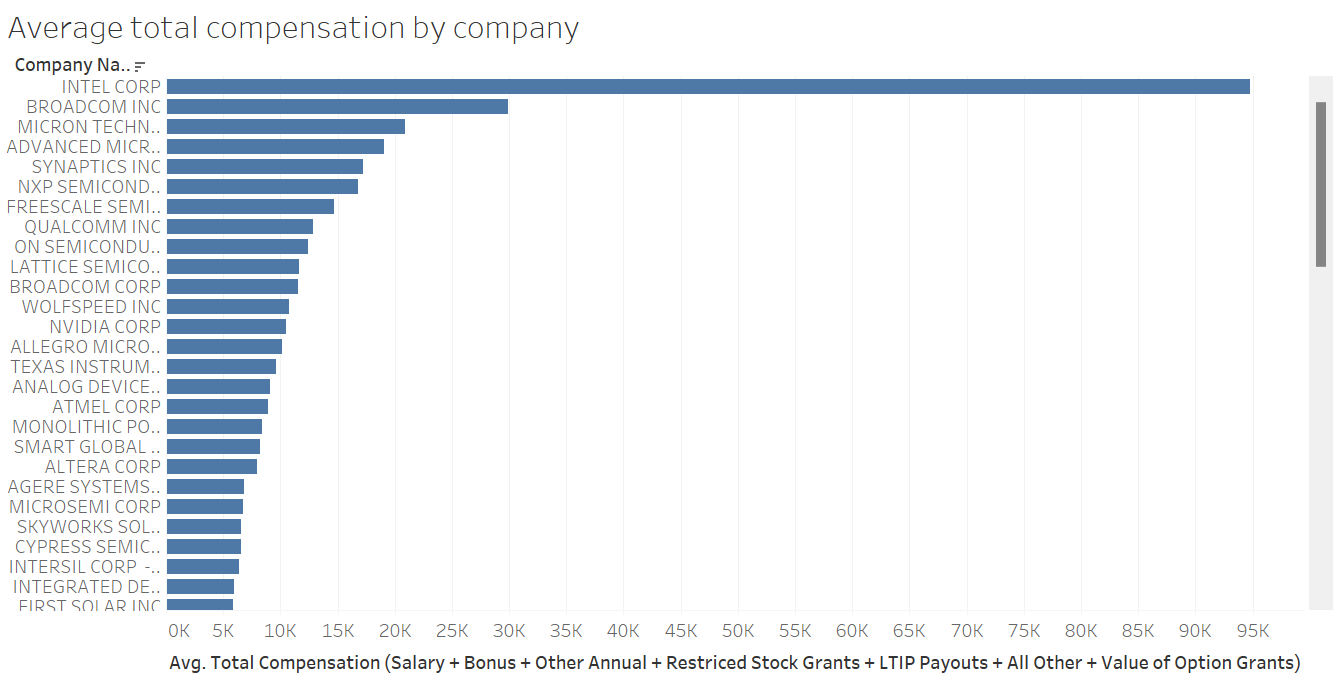 Average total compensation by company
Company Na..
INTEL CORP
BROADCOM INC
MICRON TECHN..
ADVANCED MICR..
SYNAPTICS INC
NXP SEMICOND..
FREESCALE SEMI..
QUALCOMM INC
ON SEMICONDU..
LATTICE SEMICO..
BROADCOM CORP
WOLFSPEED INC
NVIDIA CORP
ALLEGRO MICRO..
TEXAS INSTRUM..
ANALOG DEVICE..
ATMEL CORP
MONOLITHIC PO..
SMART GLOBAL ..
ALTERA CORP
AGERE SYSTEMS..
MICROSEMI CORP
SKYWORKS SOL..
CYPRESS SEMIC..
INTERSIL CORP -..
INTEGRATED DE..
FIRST SOLAR INC
0K 5K 10K 15K 20K 25K 30K 35K 40K 45K 50K 55K 60K 65K 70K 75K 80K 85K 90K 95K
Avg. Total Compensation (Salary + Bonus + Other Annual + Restriced Stock Grants + LTIP Payouts + All Other + Value of Option Grants)